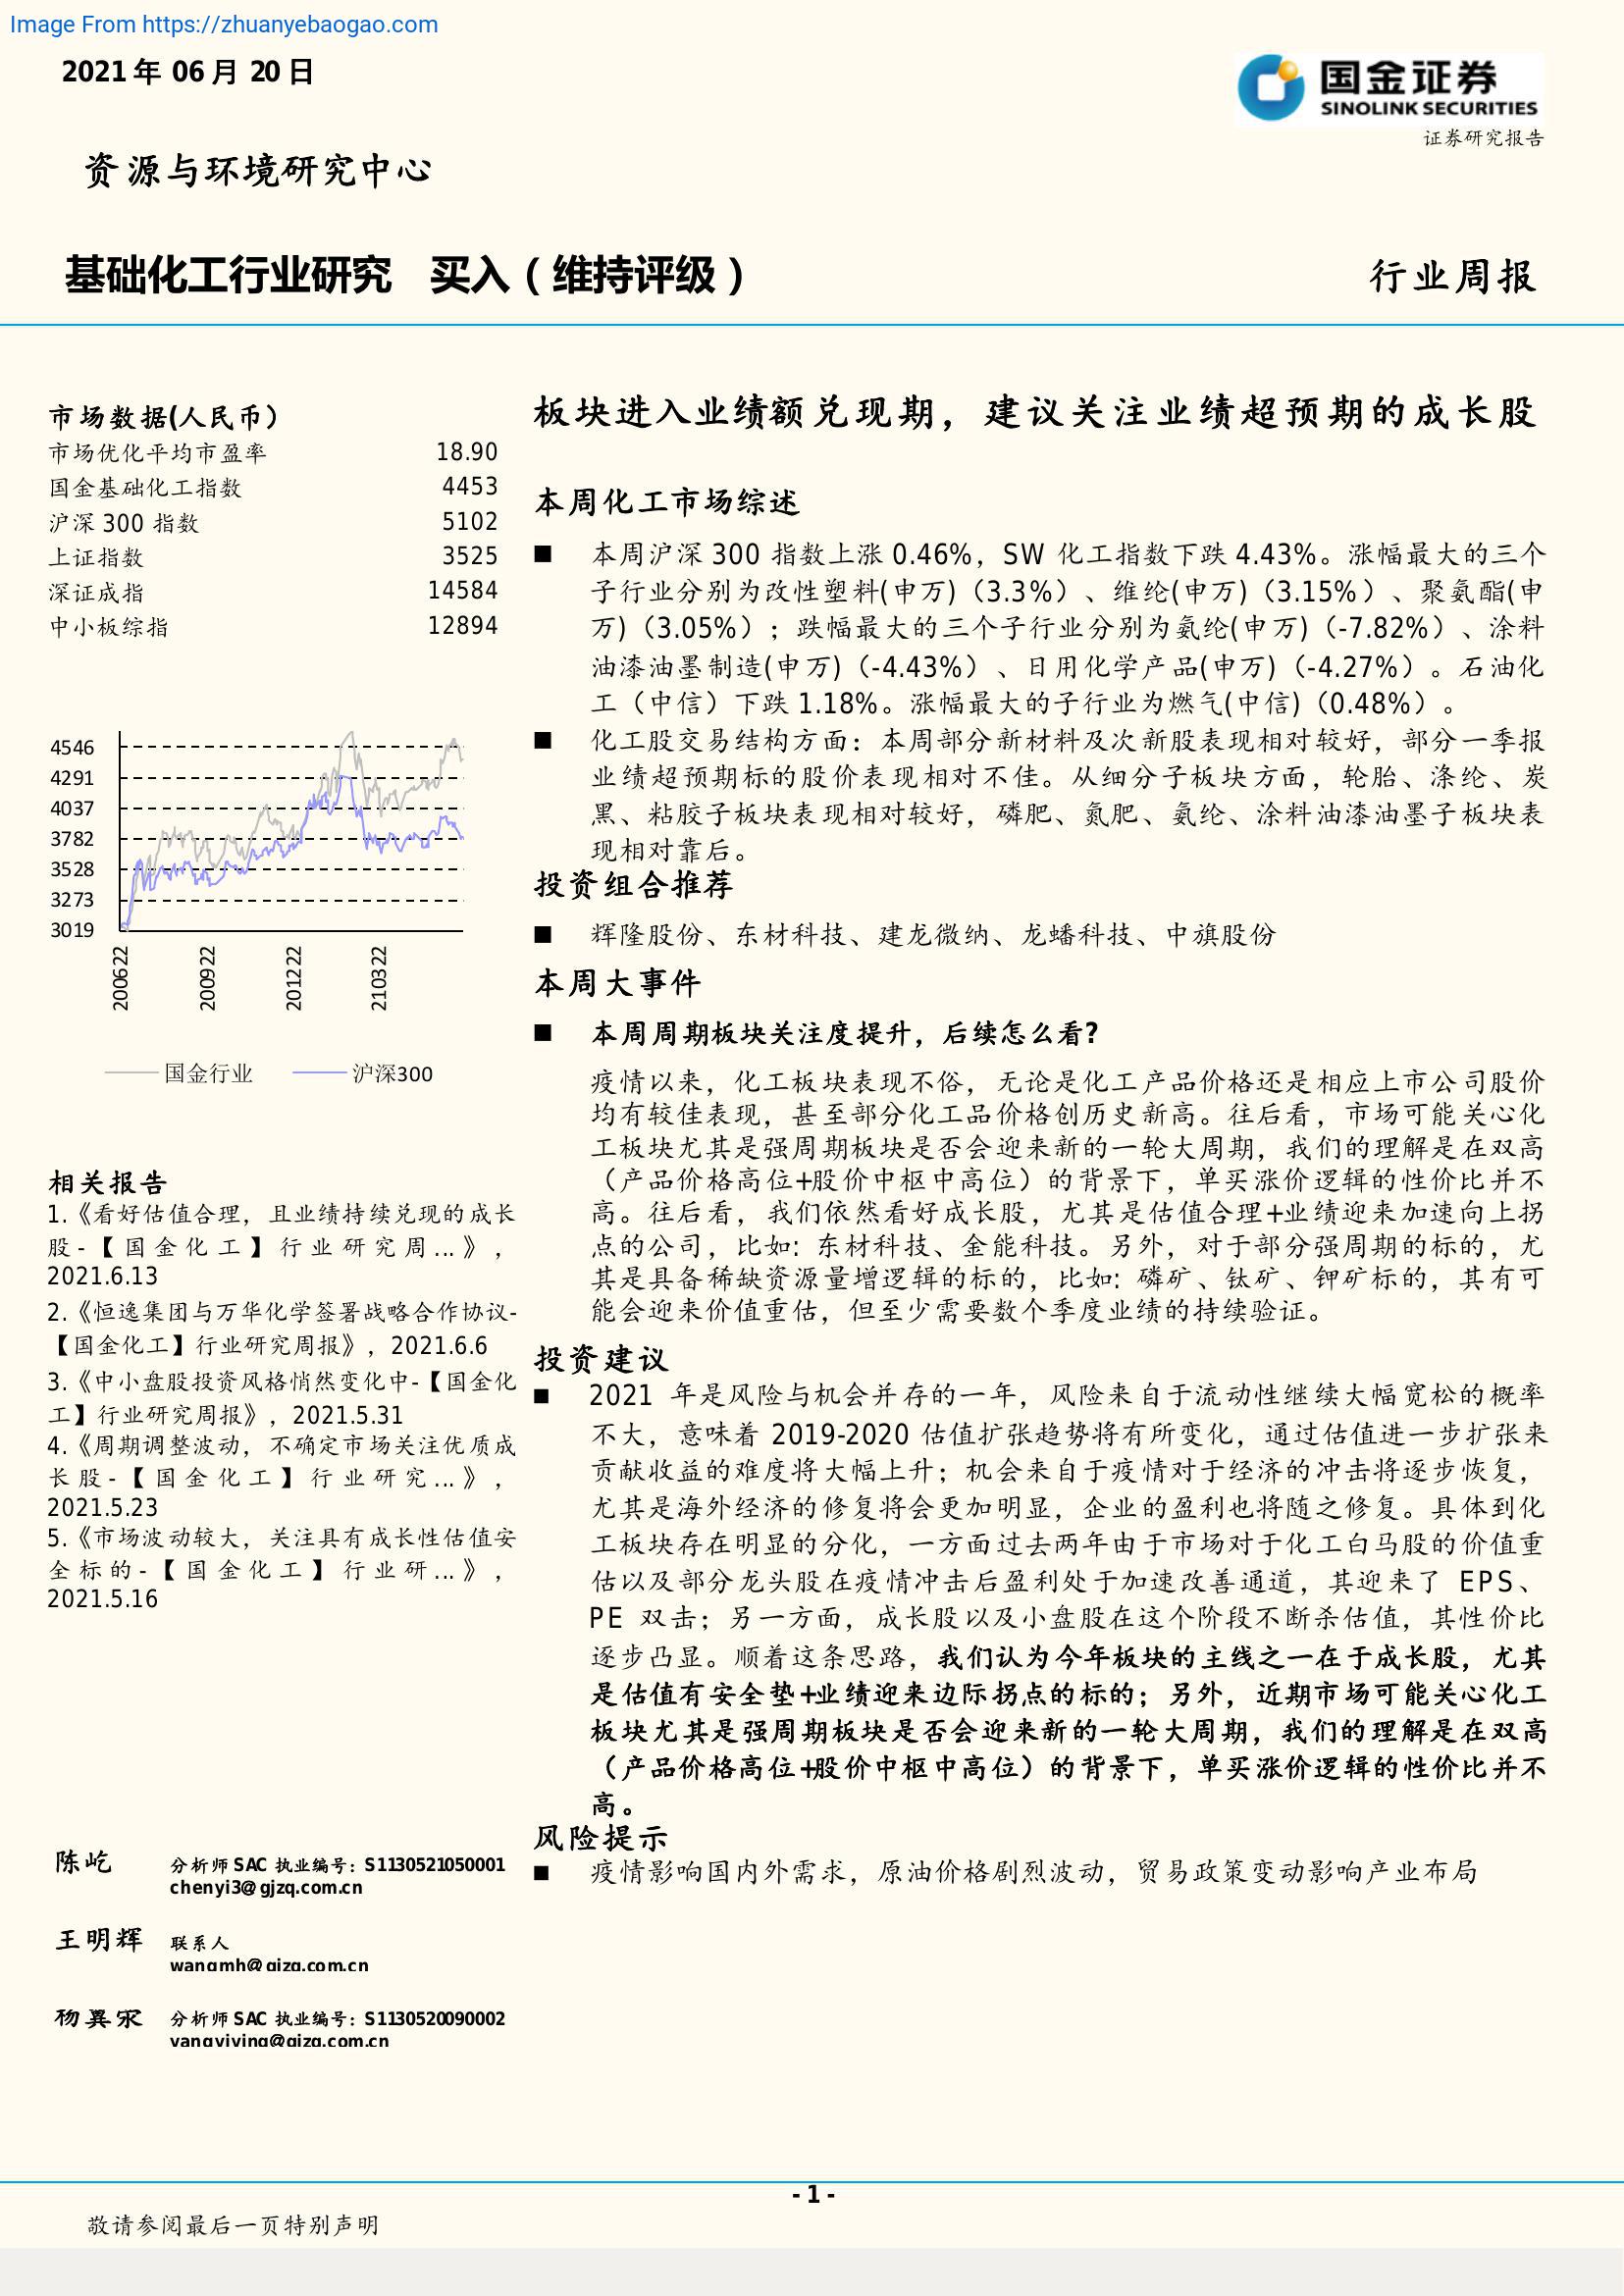 Image From https://zhuanyebaogao.com
2021 年 06 月 20 日
国金证券
SINOLINK SECURITIES
证券研究报告
资源与环境研究中心
基础化工行业研究 买入（维持评级）
行业周报
市场数据(人民币）
市场优化平均市盈率 18.90
国金基础化工指数 4453
沪深 300 指数 5102
上证指数 3525
深证成指 14584
中小板综指 12894
4546
4291
4037
3782
3528
3273
3019
200622
200922
201222
210322
国金行业 沪深300
相关报告
1.《看好估值合理，且业绩持续兑现的成长
股-【国金化工】行业研究周...》，
2021.6.13
2.《恒逸集团与万华化学签署战略合作协议-
【国金化工】行业研究周报》，2021.6.6
3.《中小盘股投资风格悄然变化中-【国金化
工】行业研究周报》，2021.5.31
4.《周期调整波动，不确定市场关注优质成
长股-【国金化工】行业研究...》，
2021.5.23
5.《市场波动较大，关注具有成长性估值安
全标的-【国金化工】行业研...》，
2021.5.16
陈屹 分析师 SAC 执业编号：S1130521050001
chenyi3@gjzq.com.cn
王明辉 联系人
wangmh@gjzq.com.cn
杨翼荥 分析师 SAC 执业编号：S1130520090002
yangyiying@gjzq.com.cn
板块进入业绩额兑现期，建议关注业绩超预期的成长股
本周化工市场综述
■ 本周沪深 300 指数上涨 0.46%，SW 化工指数下跌 4.43%。涨幅最大的三个
子行业分别为改性塑料(申万)（3.3%）、维纶(申万)（3.15%）、聚氨酯(申
万)（3.05%）；跌幅最大的三个子行业分别为氨纶(申万)（-7.82%）、涂料
油漆油墨制造(申万)（-4.43%）、日用化学产品(申万)（-4.27%）。石油化
工（中信）下跌 1.18%。涨幅最大的子行业为燃气(中信)（0.48%）。
■ 化工股交易结构方面：本周部分新材料及次新股表现相对较好，部分一季报
业绩超预期标的股价表现相对不佳。从细分子板块方面，轮胎、涤纶、炭
黑、粘胶子板块表现相对较好，磷肥、氮肥、氨纶、涂料油漆油墨子板块表
现相对靠后。
投资组合推荐
■ 辉隆股份、东材科技、建龙微纳、龙蟠科技、中旗股份
本周大事件
■ 本周周期板块关注度提升，后续怎么看?
疫情以来，化工板块表现不俗，无论是化工产品价格还是相应上市公司股价
均有较佳表现，甚至部分化工品价格创历史新高。往后看，市场可能关心化
工板块尤其是强周期板块是否会迎来新的一轮大周期，我们的理解是在双高
（产品价格高位+股价中枢中高位）的背景下，单买涨价逻辑的性价比并不
高。往后看，我们依然看好成长股，尤其是估值合理+业绩迎来加速向上拐
点的公司，比如：东材科技、金能科技。另外，对于部分强周期的标的，尤
其是具备稀缺资源量增逻辑的标的，比如：磷矿、钛矿、钾矿标的，其有可
能会迎来价值重估，但至少需要数个季度业绩的持续验证。
投资建议
■ 2021 年是风险与机会并存的一年，风险来自于流动性继续大幅宽松的概率
不大，意味着 2019-2020 估值扩张趋势将有所变化，通过估值进一步扩张来
贡献收益的难度将大幅上升；机会来自于疫情对于经济的冲击将逐步恢复，
尤其是海外经济的修复将会更加明显，企业的盈利也将随之修复。具体到化
工板块存在明显的分化，一方面过去两年由于市场对于化工白马股的价值重
估以及部分龙头股在疫情冲击后盈利处于加速改善通道，其迎来了 EPS、
PE 双击；另一方面，成长股以及小盘股在这个阶段不断杀估值，其性价比
逐步凸显。顺着这条思路，我们认为今年板块的主线之一在于成长股，尤其
是估值有安全垫+业绩迎来边际拐点的标的；另外，近期市场可能关心化工
板块尤其是强周期板块是否会迎来新的一轮大周期，我们的理解是在双高
（产品价格高位+股价中枢中高位）的背景下，单买涨价逻辑的性价比并不
高。
风险提示
■ 疫情影响国内外需求，原油价格剧烈波动，贸易政策变动影响产业布局
- 1 -
敬请参阅最后一页特别声明